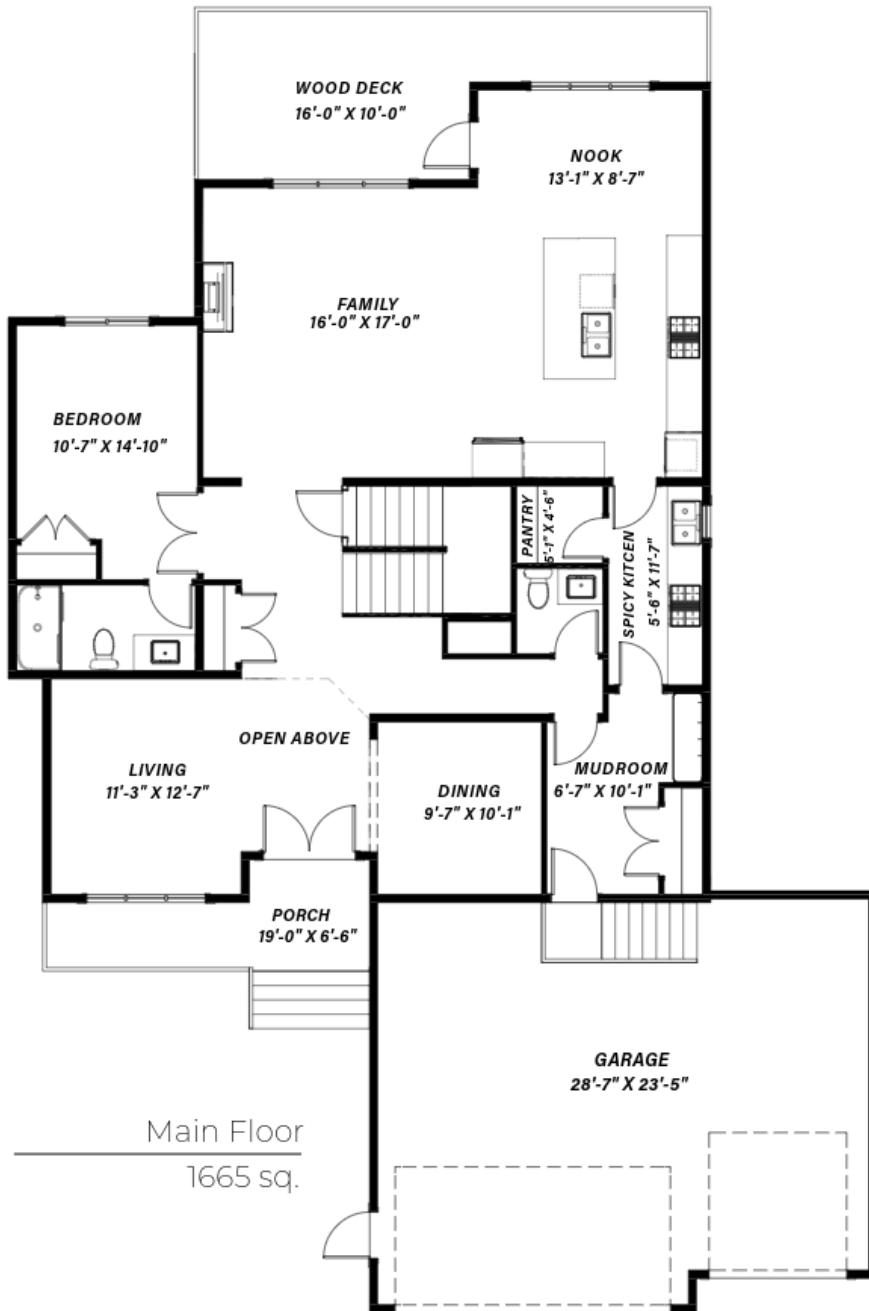 WOOD DECK
16'-0" X 10'-0"
NOOK
13'-1" X 8'-7"
FAMILY
16'-0" X 17'-0"
BEDROOM
10'-7" X 14'-10"
PANTRY
5'-1" X 4'-6"
SPICY KITCEN
5'-6" X 11'-7"
OPEN ABOVE
LIVING
11'-3" X 12'-7"
DINING
9'-7" X 10'-1"
MUDROOM
6'-7" X 10'-1"
PORCH
19'-0" X 6'-6"
GARAGE
28'-7" X 23'-5"
Main Floor
1665 sq.